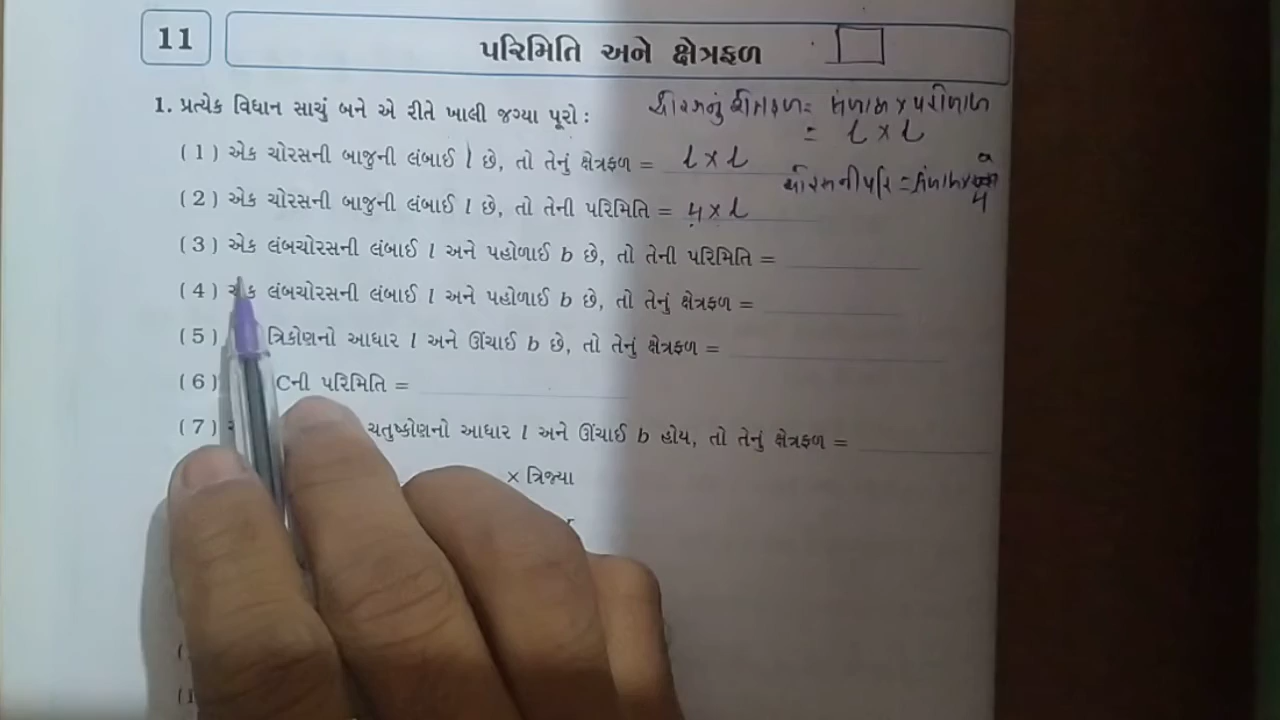 11
પરિમિતિ અને ક્ષેત્રફળ
1. પ્રત્યેક વિધાન સાચું બને એ રીતે ખાલી જગ્યા પૂરો :
= l × l
(1) એક ચોરસની બાજુની લંબાઈ l છે, તો તેનું ક્ષેત્રફળ = l × l
(2) એક ચોરસની બાજુની લંબાઈ l છે, તો તેની પરિમિતિ = 4 × l
(3) એક લંબચોરસની લંબાઈ l અને પહોળાઈ b છે, તો તેની પરિમિતિ =
(4) એક લંબચોરસની લંબાઈ l અને પહોળાઈ b છે, તો તેનું ક્ષેત્રફળ =
(5) ત્રિકોણનો આધાર l અને ઊંચાઈ b છે, તો તેનું ક્ષેત્રફળ =
(6) Cની પરિમિતિ =
(7) ચતુષ્કોણનો આધાર l અને ઊંચાઈ b હોય, તો તેનું ક્ષેત્રફળ =
× ત્રિજ્યા